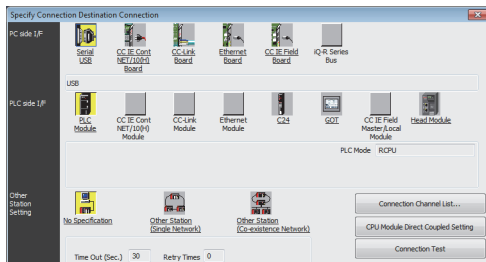 Specify Connection Destination Connection
PC side I/F
Serial USB
CC IE Cont NET/10(H) Board
CC-Link Board
Ethernet Board
CC IE Field Board
iQ-R Series Bus
USB
PLC side I/F
PLC Module
CC IE Cont NET/10(H) Module
CC-Link Module
Ethernet Module
C24
GOT
CC IE Field Master/Local Module
Head Module
PLC Mode RCPU
Other Station Setting
No Specification
Other Station (Single Network)
Other Station (Co-existence Network)
Time Out (Sec.) 30 Retry Times 0
Connection Channel List...
CPU Module Direct Coupled Setting
Connection Test